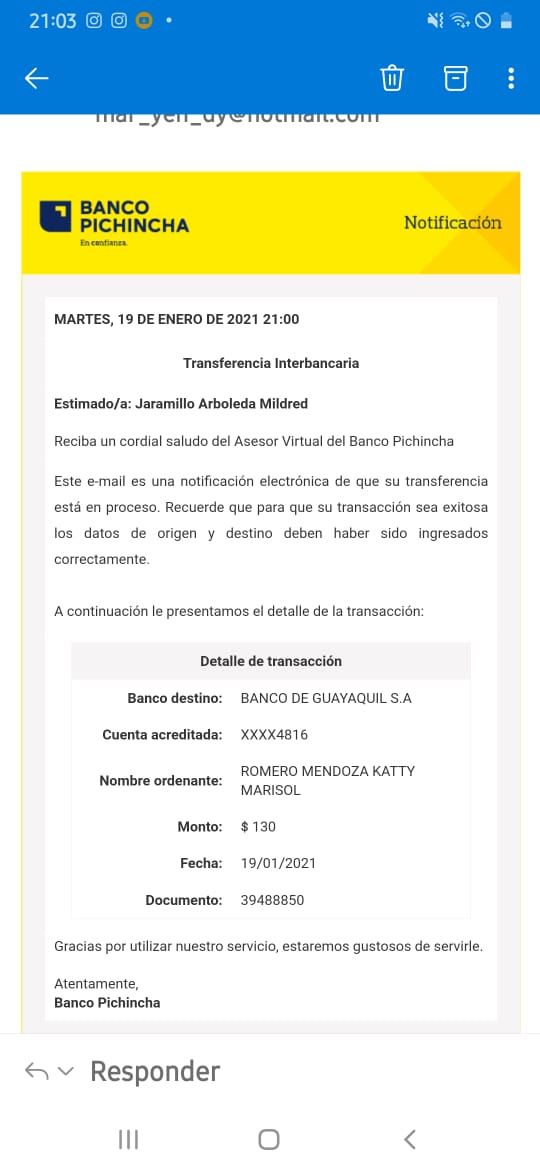 21:03
BANCO
PICHINCHA
En confianza.
Notificación
MARTES, 19 DE ENERO DE 2021 21:00
Transferencia Interbancaria
Estimado/a: Jaramillo Arboleda Mildred
Reciba un cordial saludo del Asesor Virtual del Banco Pichincha
Este e-mail es una notificación electrónica de que su transferencia
está en proceso. Recuerde que para que su transacción sea exitosa
los datos de origen y destino deben haber sido ingresados
correctamente.
A continuación le presentamos el detalle de la transacción:
Detalle de transacción
Banco destino: BANCO DE GUAYAQUIL S.A
Cuenta acreditada: XXXX4816
Nombre ordenante: ROMERO MENDOZA KATTY
MARISOL
Monto: $ 130
Fecha: 19/01/2021
Documento: 39488850
Gracias por utilizar nuestro servicio, estaremos gustosos de servirle.
Atentamente,
Banco Pichincha
Responder